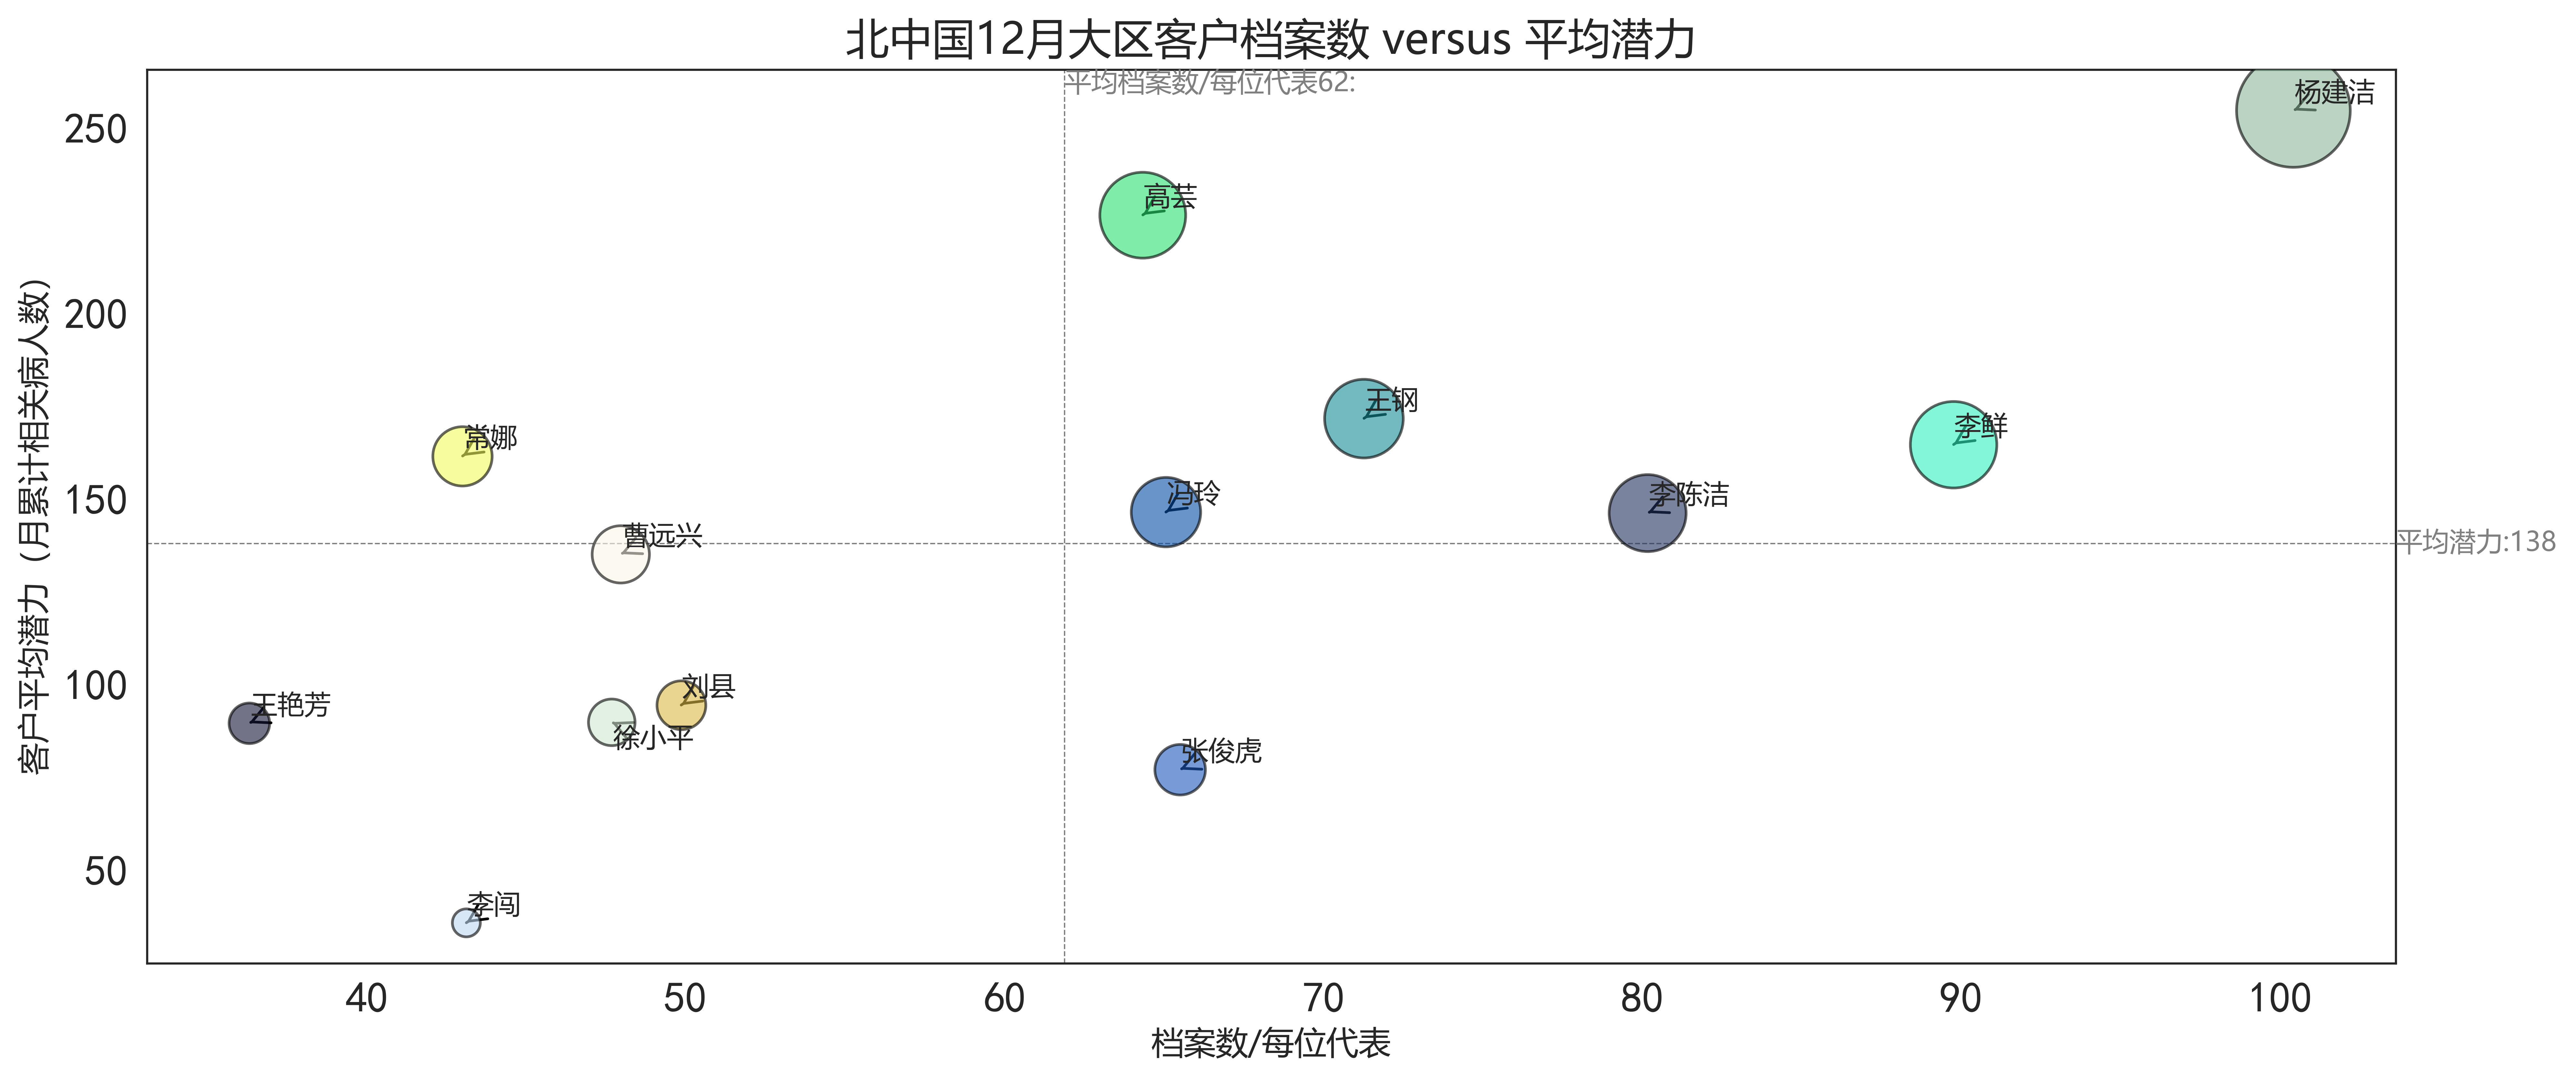 北中国12月大区客户档案数 versus 平均潜力
平均档案数/每位代表62:
杨建洁
250
高芸
200
王钢
李鲜
常娜
150
冯玲
李陈洁
曹远兴
平均潜力:138
100
刘县
王艳芳
徐小平
张俊虎
50
李闯
客户平均潜力（月累计相关病人数）
40 50 60 70 80 90 100
档案数/每位代表